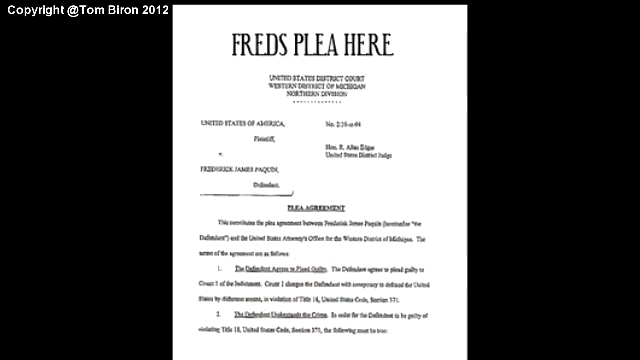 Copyright @Tom Biron 2012
FREDS PLEA HERE
UNITED STATES DISTRICT COURT
WESTERN DISTRICT OF MICHIGAN
NORTHERN DIVISION
UNITED STATES OF AMERICA,
No. 2:10-cr-04
Plaintiff,
Hon. R. Allan Edgar
v.
United States District Judge
FREDERICK JAMES PAQUIN,
Defendant.
PLEA AGREEMENT
This constitutes the plea agreement between Frederick James Paquin (hereinafter "the
Defendant") and the United States Attorney's Office for the Western District of Michigan. The
terms of the agreement are as follows:
1. The Defendant Agrees to Plead Guilty. The Defendant agrees to plead guilty to
Count 1 of the Indictment. Count 1 charges the Defendant with conspiracy to defraud the United
States by different means, in violation of Title 18, United States Code, Section 371.
2. The Defendant Understands the Crime. In order for the Defendant to be guilty of
violating Title 18, United States Code, Section 371, the following must be true: